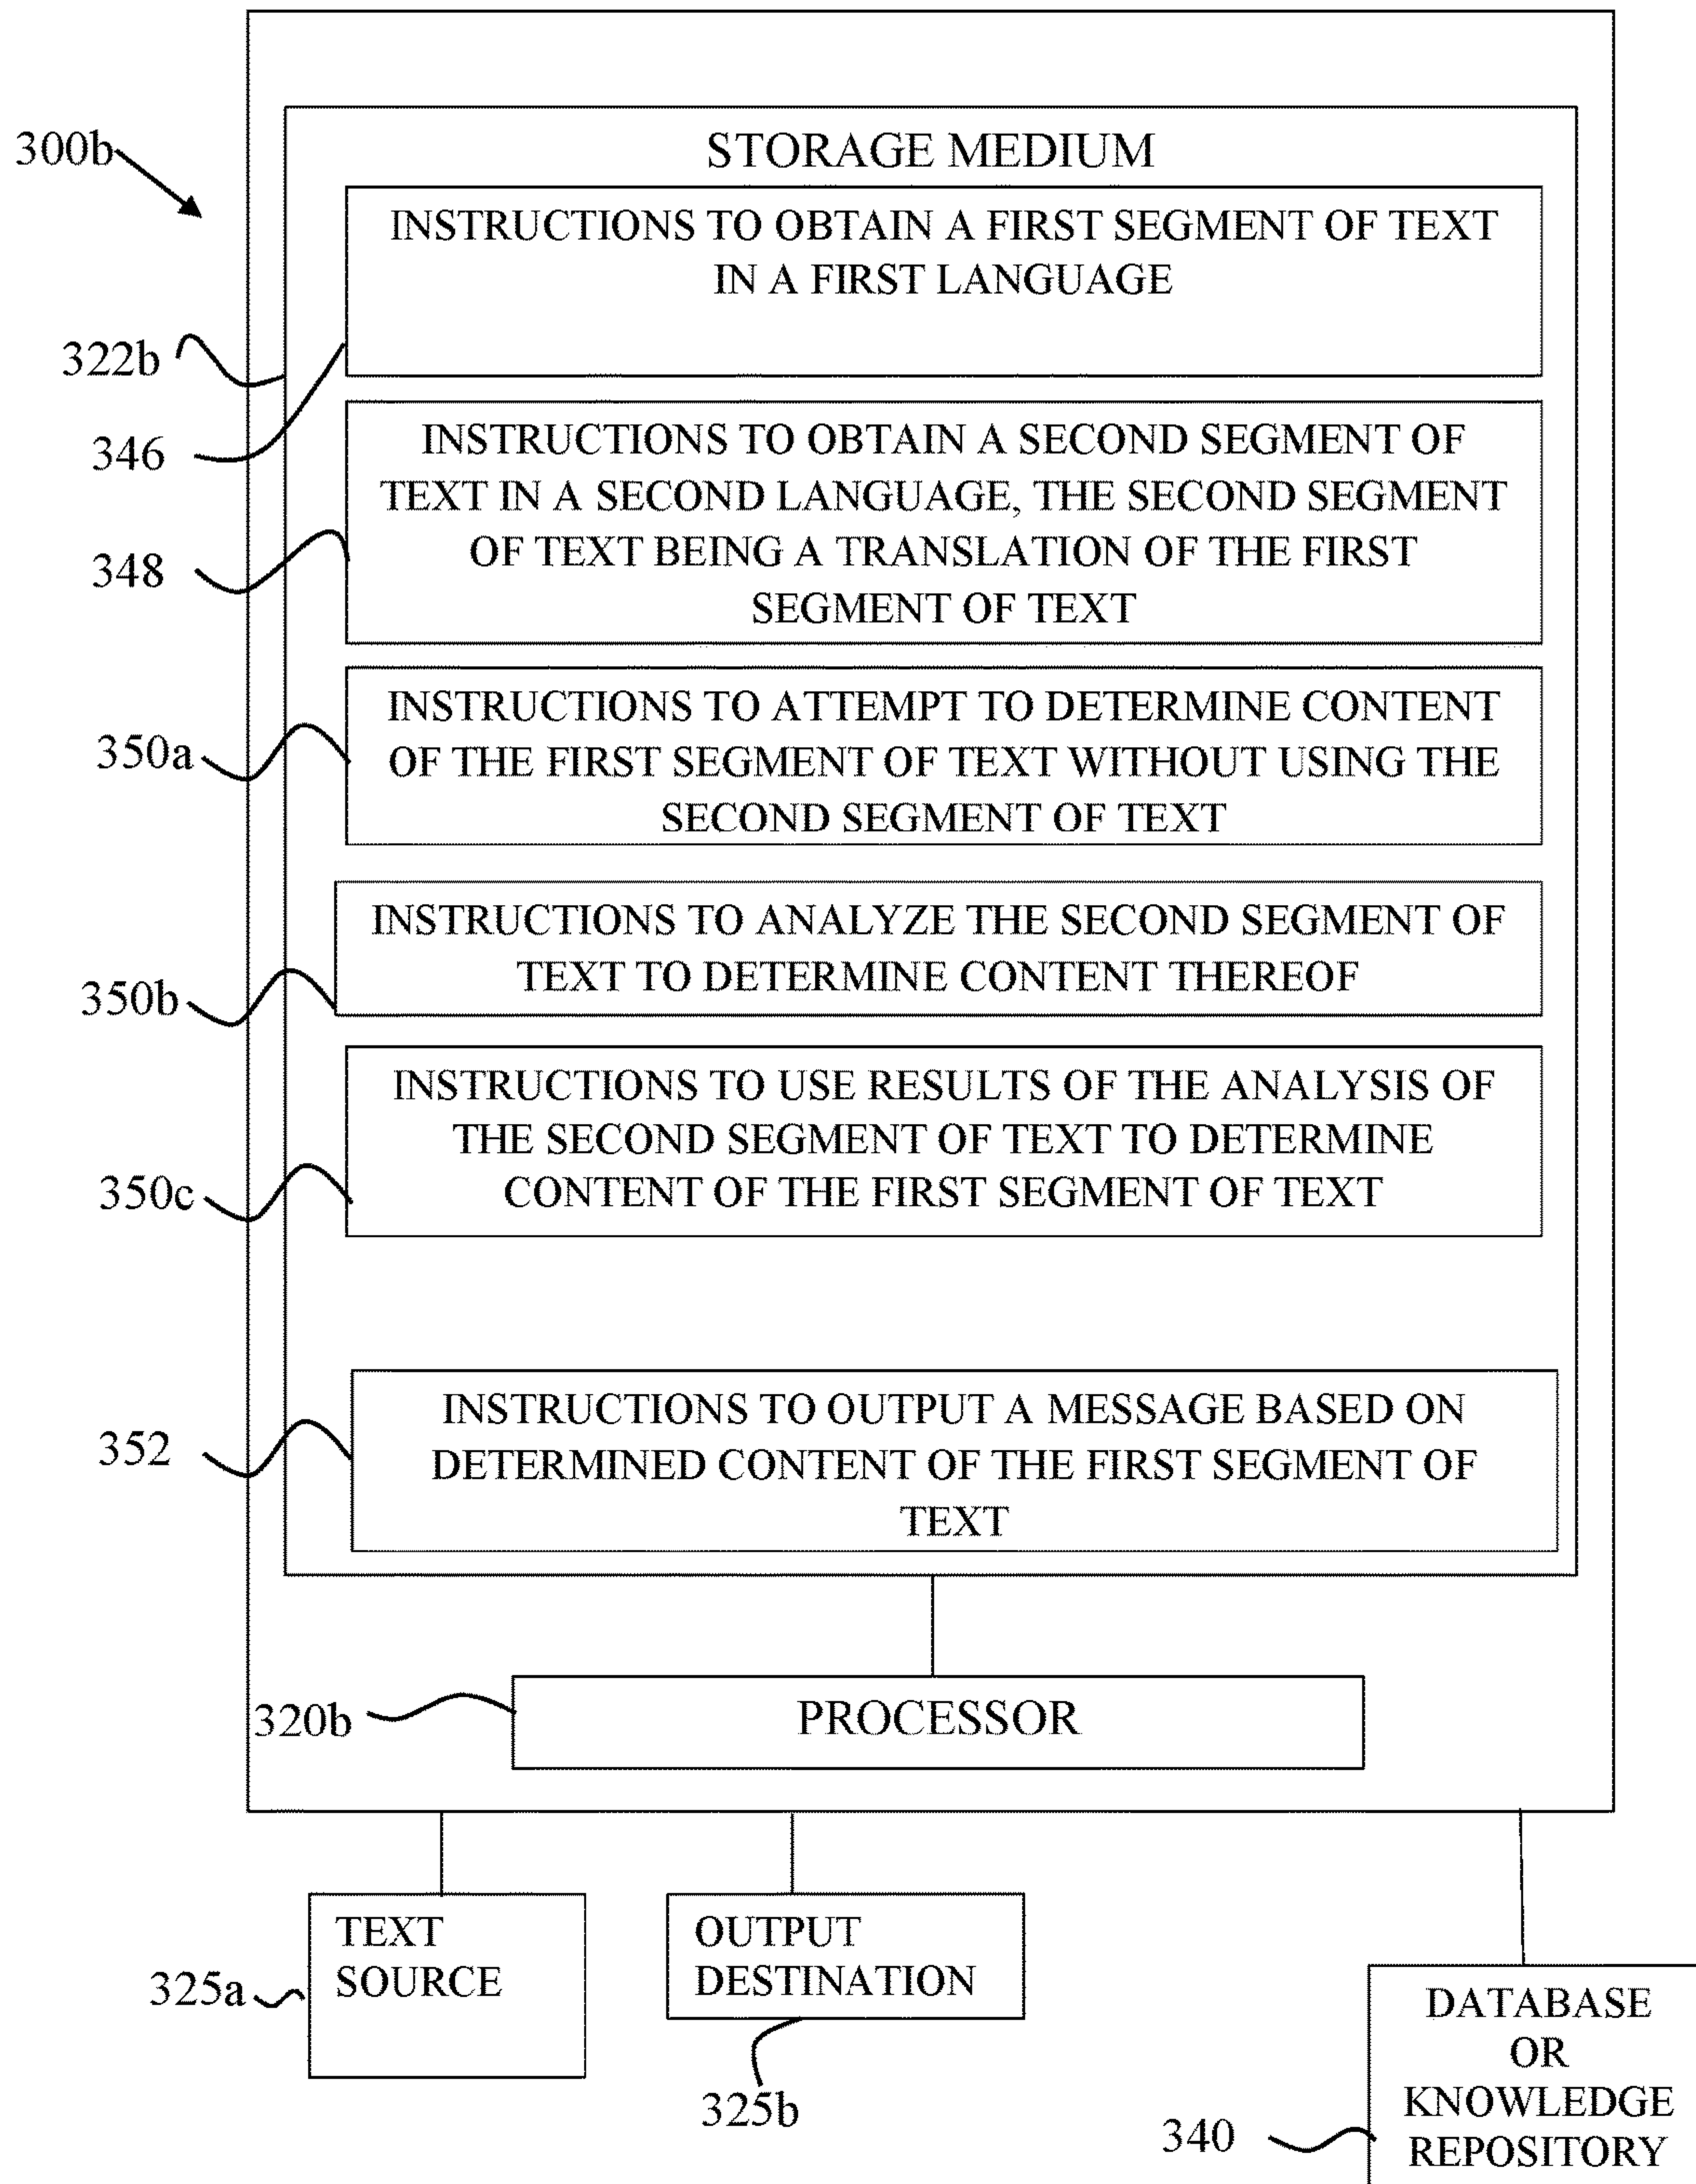 300b
STORAGE MEDIUM
INSTRUCTIONS TO OBTAIN A FIRST SEGMENT OF TEXT
IN A FIRST LANGUAGE
322b
346
INSTRUCTIONS TO OBTAIN A SECOND SEGMENT OF
TEXT IN A SECOND LANGUAGE, THE SECOND SEGMENT
OF TEXT BEING A TRANSLATION OF THE FIRST
SEGMENT OF TEXT
348
INSTRUCTIONS TO ATTEMPT TO DETERMINE CONTENT
OF THE FIRST SEGMENT OF TEXT WITHOUT USING THE
SECOND SEGMENT OF TEXT
350a
INSTRUCTIONS TO ANALYZE THE SECOND SEGMENT OF
TEXT TO DETERMINE CONTENT THEREOF
350b
INSTRUCTIONS TO USE RESULTS OF THE ANALYSIS OF
THE SECOND SEGMENT OF TEXT TO DETERMINE
CONTENT OF THE FIRST SEGMENT OF TEXT
350c
INSTRUCTIONS TO OUTPUT A MESSAGE BASED ON
DETERMINED CONTENT OF THE FIRST SEGMENT OF
TEXT
352
PROCESSOR
320b
TEXT
SOURCE
325a
OUTPUT
DESTINATION
325b
DATABASE
OR
KNOWLEDGE
REPOSITORY
340